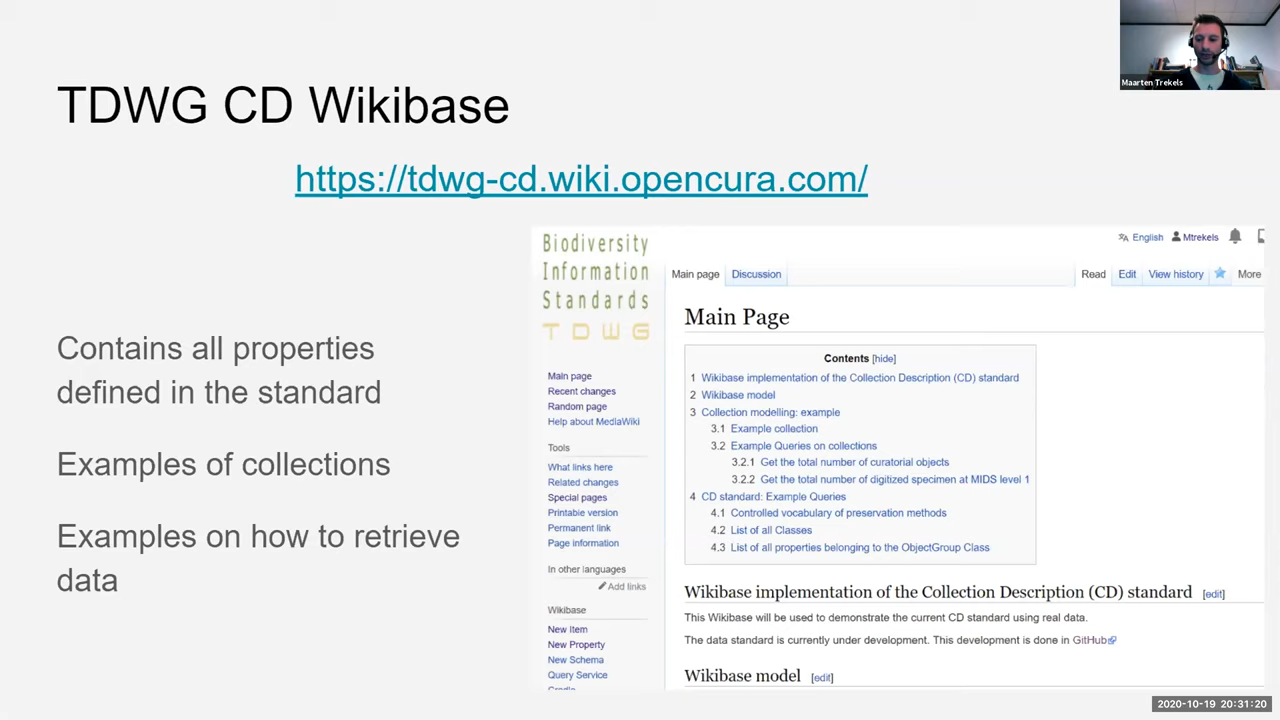 Maarten Trekels
TDWG CD Wikibase
https://tdwg-cd.wiki.opencura.com/
Contains all properties
defined in the standard
Examples of collections
Examples on how to retrieve
data
Biodiversity
Information
Standards
TDWG
Main page
Recent changes
Random page
Help about MediaWiki
Tools
What links here
Related changes
Special pages
Printable version
Permanent link
Page information
In other languages
Add links
Wikibase
New Item
New Property
New Schema
Query Service
Cradle
English Mtrekels
Main page Discussion Read Edit View history More
Main Page
Contents [hide]
1 Wikibase implementation of the Collection Description (CD) standard
2 Wikibase model
3 Collection modelling: example
3.1 Example collection
3.2 Example Queries on collections
3.2.1 Get the total number of curatorial objects
3.2.2 Get the total number of digitized specimen at MIDS level 1
4 CD standard: Example Queries
4.1 Controlled vocabulary of preservation methods
4.2 List of all Classes
4.3 List of all properties belonging to the ObjectGroup Class
Wikibase implementation of the Collection Description (CD) standard [edit]
This Wikibase will be used to demonstrate the current CD standard using real data.
The data standard is currently under development. This development is done in GitHub
Wikibase model [edit]
2020-10-19 20:31:20